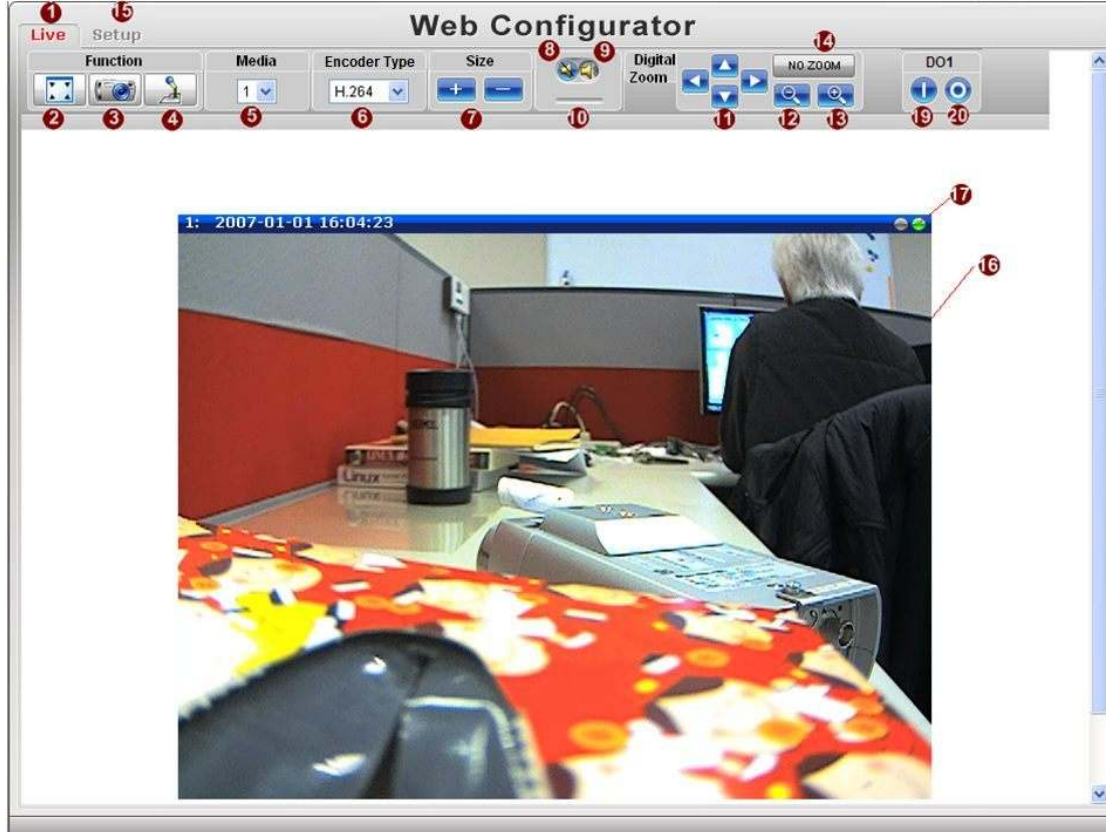 1 15
Web Configurator
Live Setup
14
8 9
Function Media Encoder Type Size Digital Zoom NO ZOOM DO1
1 H.264
2 3 4 5 6 7 10 11 12 13 19 20
17
1: 2007-01-01 16:04:23
16
Linux